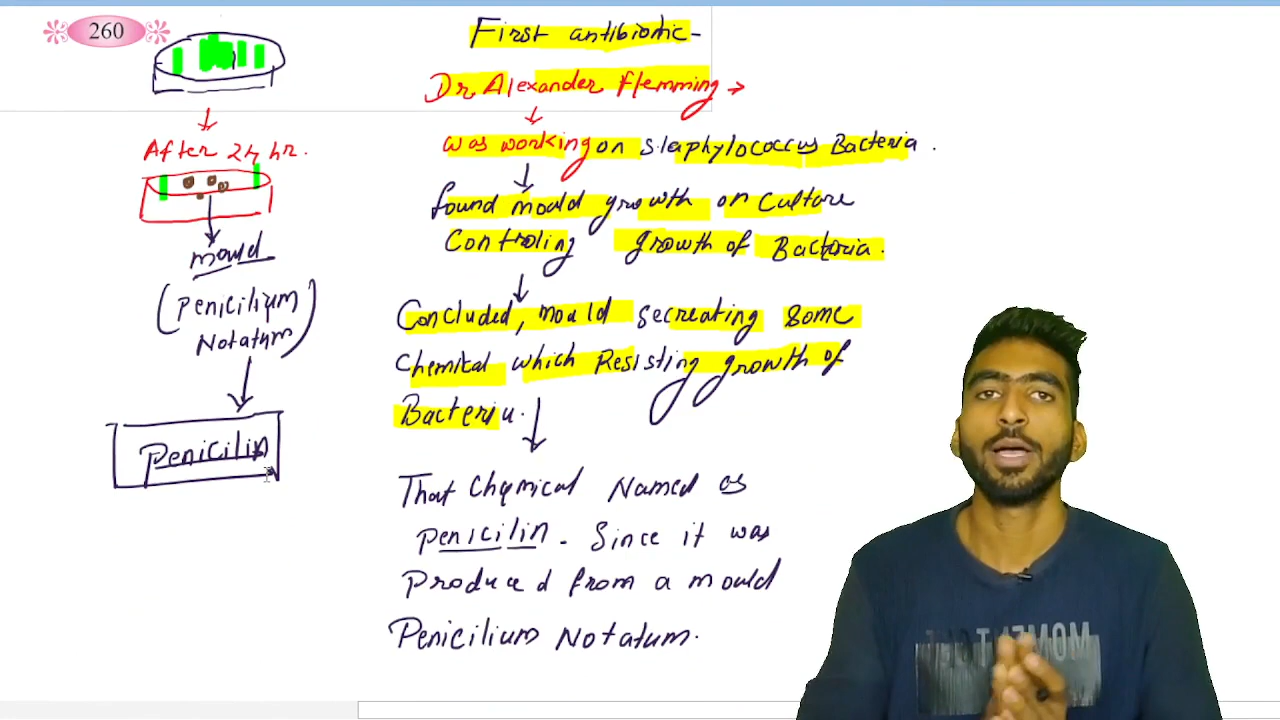 260
After 24 hr.
mould
(Penicilium
Notatum)
Penicilin
First antibiotic-
Dr. Alexander Flemming →
was working on staphylococcus Bacteria.
found mould growth on culture
Controling growth of Bacteria.
Concluded, mould secreating some
Chemical which Resisting growth of
Bacteria.
That Chemical Named as
Penicilin. Since it was
Produced from a mould
Penicilium Notatum.